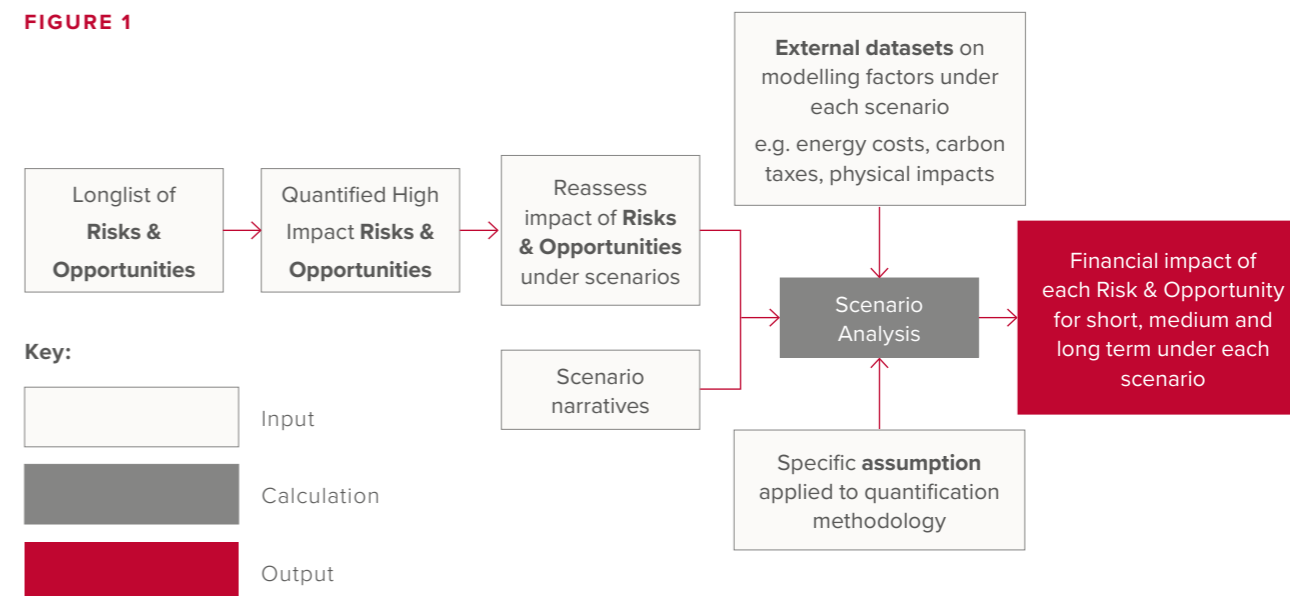 FIGURE 1
Longlist of
Risks &
Opportunities
Quantified High
Impact Risks &
Opportunities
Reassess
impact of Risks
& Opportunities
under scenarios
Scenario
narratives
External datasets on
modelling factors under
each scenario
e.g. energy costs, carbon
taxes, physical impacts
Scenario
Analysis
Specific assumption
applied to quantification
methodology
Financial impact of
each Risk & Opportunity
for short, medium and
long term under each
scenario
Key:
Input
Calculation
Output